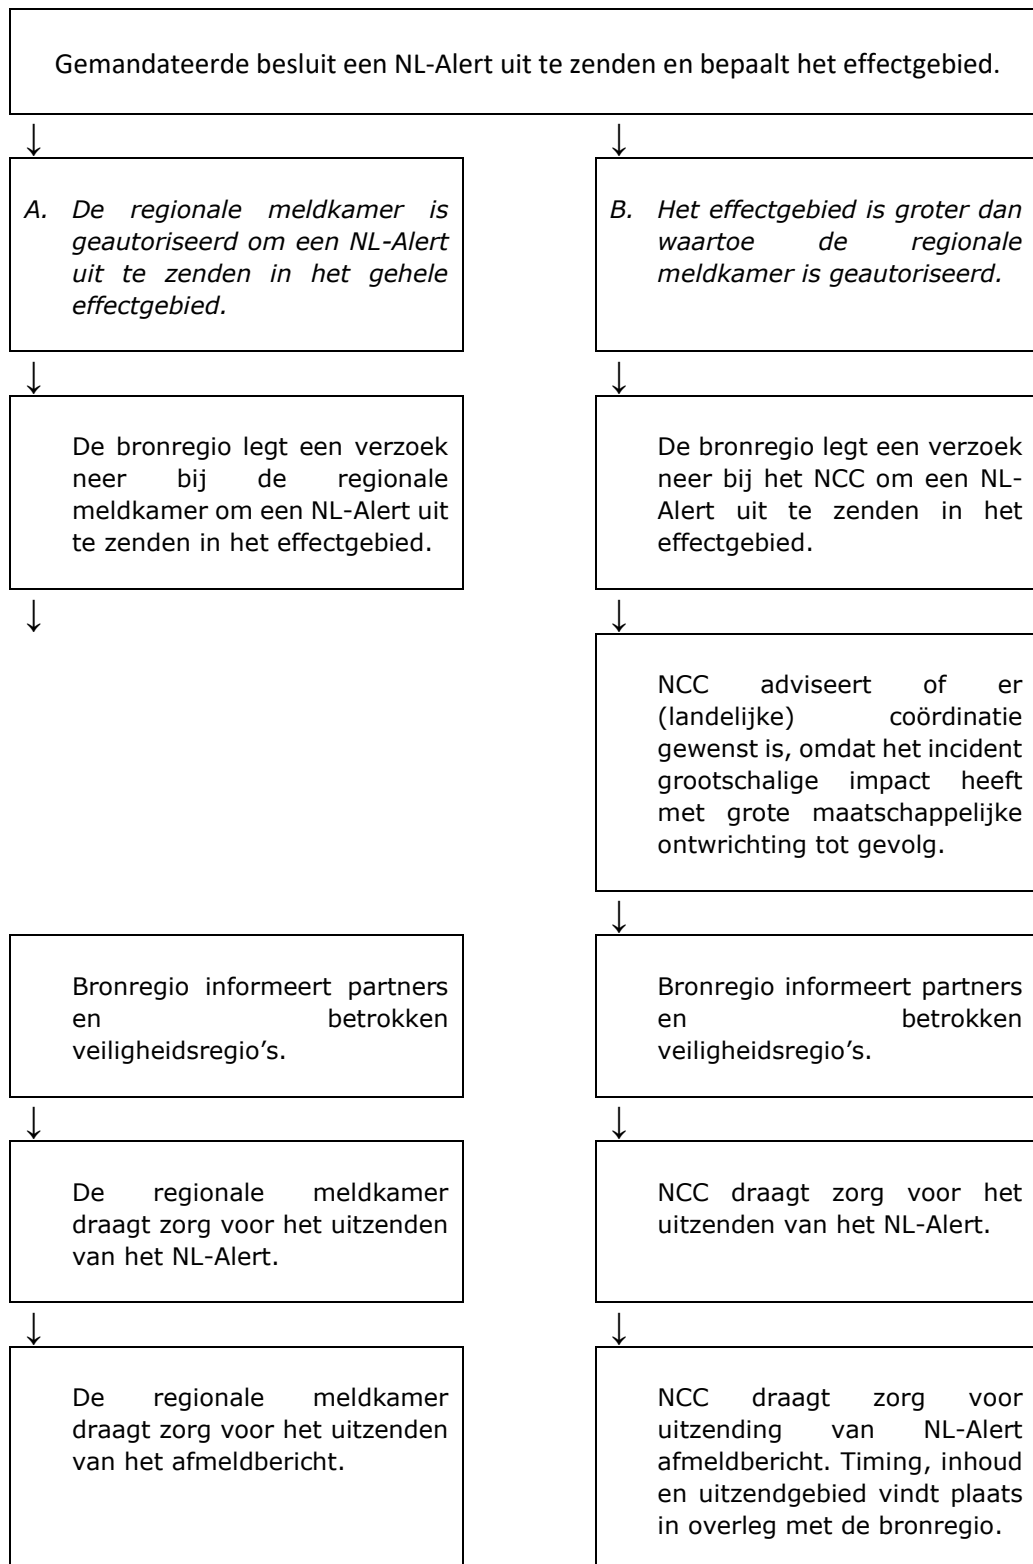 Gemandateerde besluit een NL-Alert uit te zenden en bepaalt het effectgebied.
↓
↓
A. De regionale meldkamer is
geautoriseerd om een NL-Alert
uit te zenden in het gehele
effectgebied.
B. Het effectgebied is groter dan
waartoe de regionale
meldkamer is geautoriseerd.
↓
↓
De bronregio legt een verzoek
neer bij de regionale
meldkamer om een NL-Alert uit
te zenden in het effectgebied.
De bronregio legt een verzoek
neer bij het NCC om een NL-
Alert uit te zenden in het
effectgebied.
↓
↓
NCC adviseert of er
(landelijke) coördinatie
gewenst is, omdat het incident
grootschalige impact heeft
met grote maatschappelijke
ontwrichting tot gevolg.
↓
Bronregio informeert partners
en betrokken
veiligheidsregio's.
Bronregio informeert partners
en betrokken
veiligheidsregio's.
↓
↓
De regionale meldkamer
draagt zorg voor het uitzenden
van het NL-Alert.
NCC draagt zorg voor het
uitzenden van het NL-Alert.
↓
↓
De regionale meldkamer
draagt zorg voor het uitzenden
van het afmeldbericht.
NCC draagt zorg voor
uitzending van NL-Alert
afmeldbericht. Timing, inhoud
en uitzendgebied vindt plaats
in overleg met de bronregio.